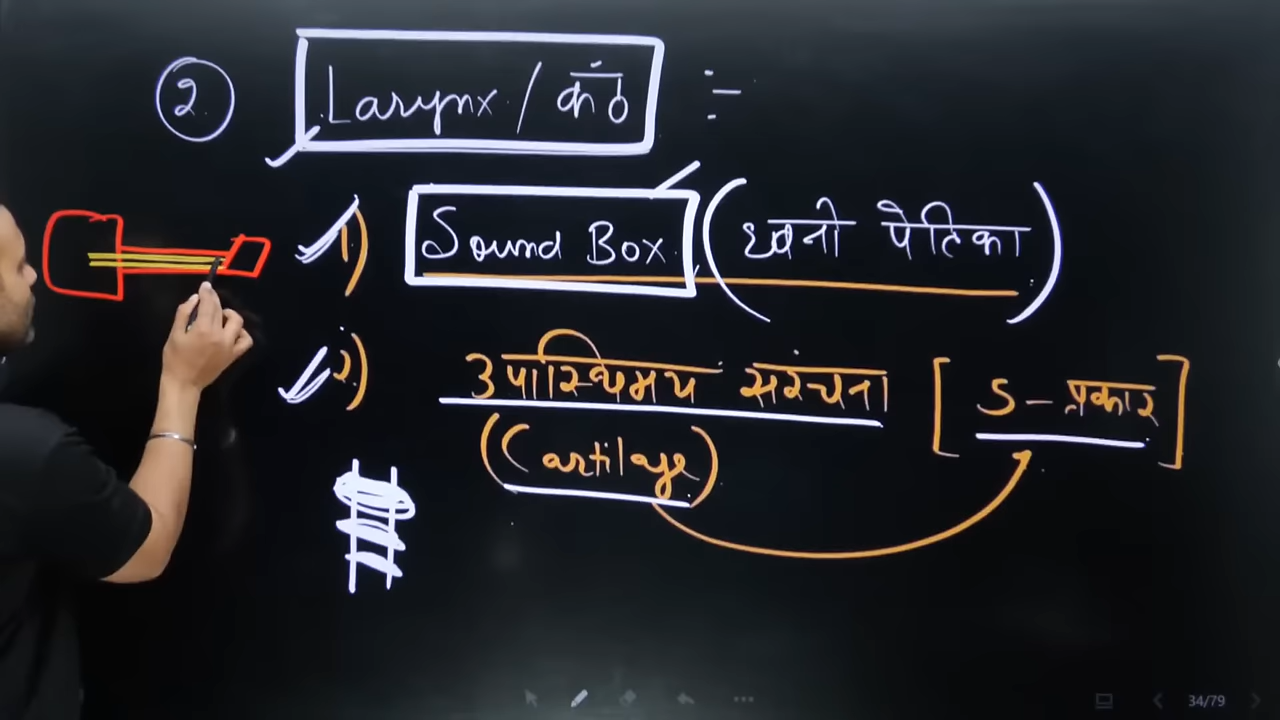 2. Larynx / कंठ :-
1) Sound Box (ध्वनी पेटिका)
2) उपास्थिमय संरचना [5 - प्रकार]
(Cartilage)
34/79